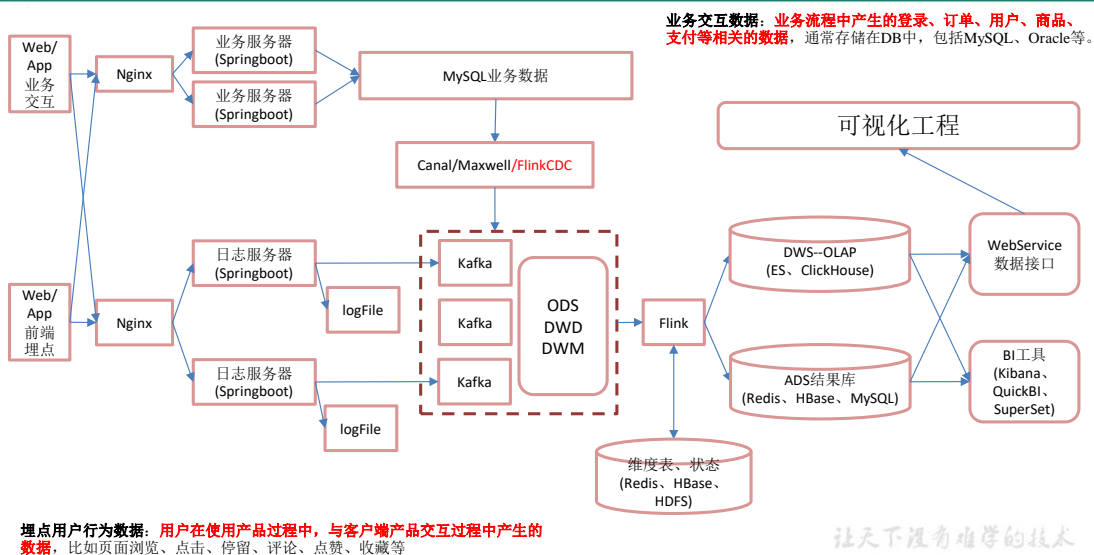 业务交互数据：业务流程中产生的登录、订单、用户、商品、
支付等相关的数据，通常存储在DB中，包括MySQL、Oracle等。
Web/
App
业务
交互
Nginx
业务服务器
(Springboot)
业务服务器
(Springboot)
MySQL业务数据
可视化工程
Canal/Maxwell/FlinkCDC
Web/
App
前端
埋点
Nginx
日志服务器
(Springboot)
logFile
日志服务器
(Springboot)
logFile
Kafka
Kafka
Kafka
ODS
DWD
DWM
Flink
DWS--OLAP
(ES、ClickHouse)
ADS结果库
(Redis、HBase、MySQL)
WebService
数据接口
BI工具
(Kibana、
QuickBI、
SuperSet)
维度表、状态
(Redis、HBase、
HDFS)
埋点用户行为数据：用户在使用产品过程中，与客户端产品交互过程中产生的
数据，比如页面浏览、点击、停留、评论、点赞、收藏等
让天下没有难学的技术